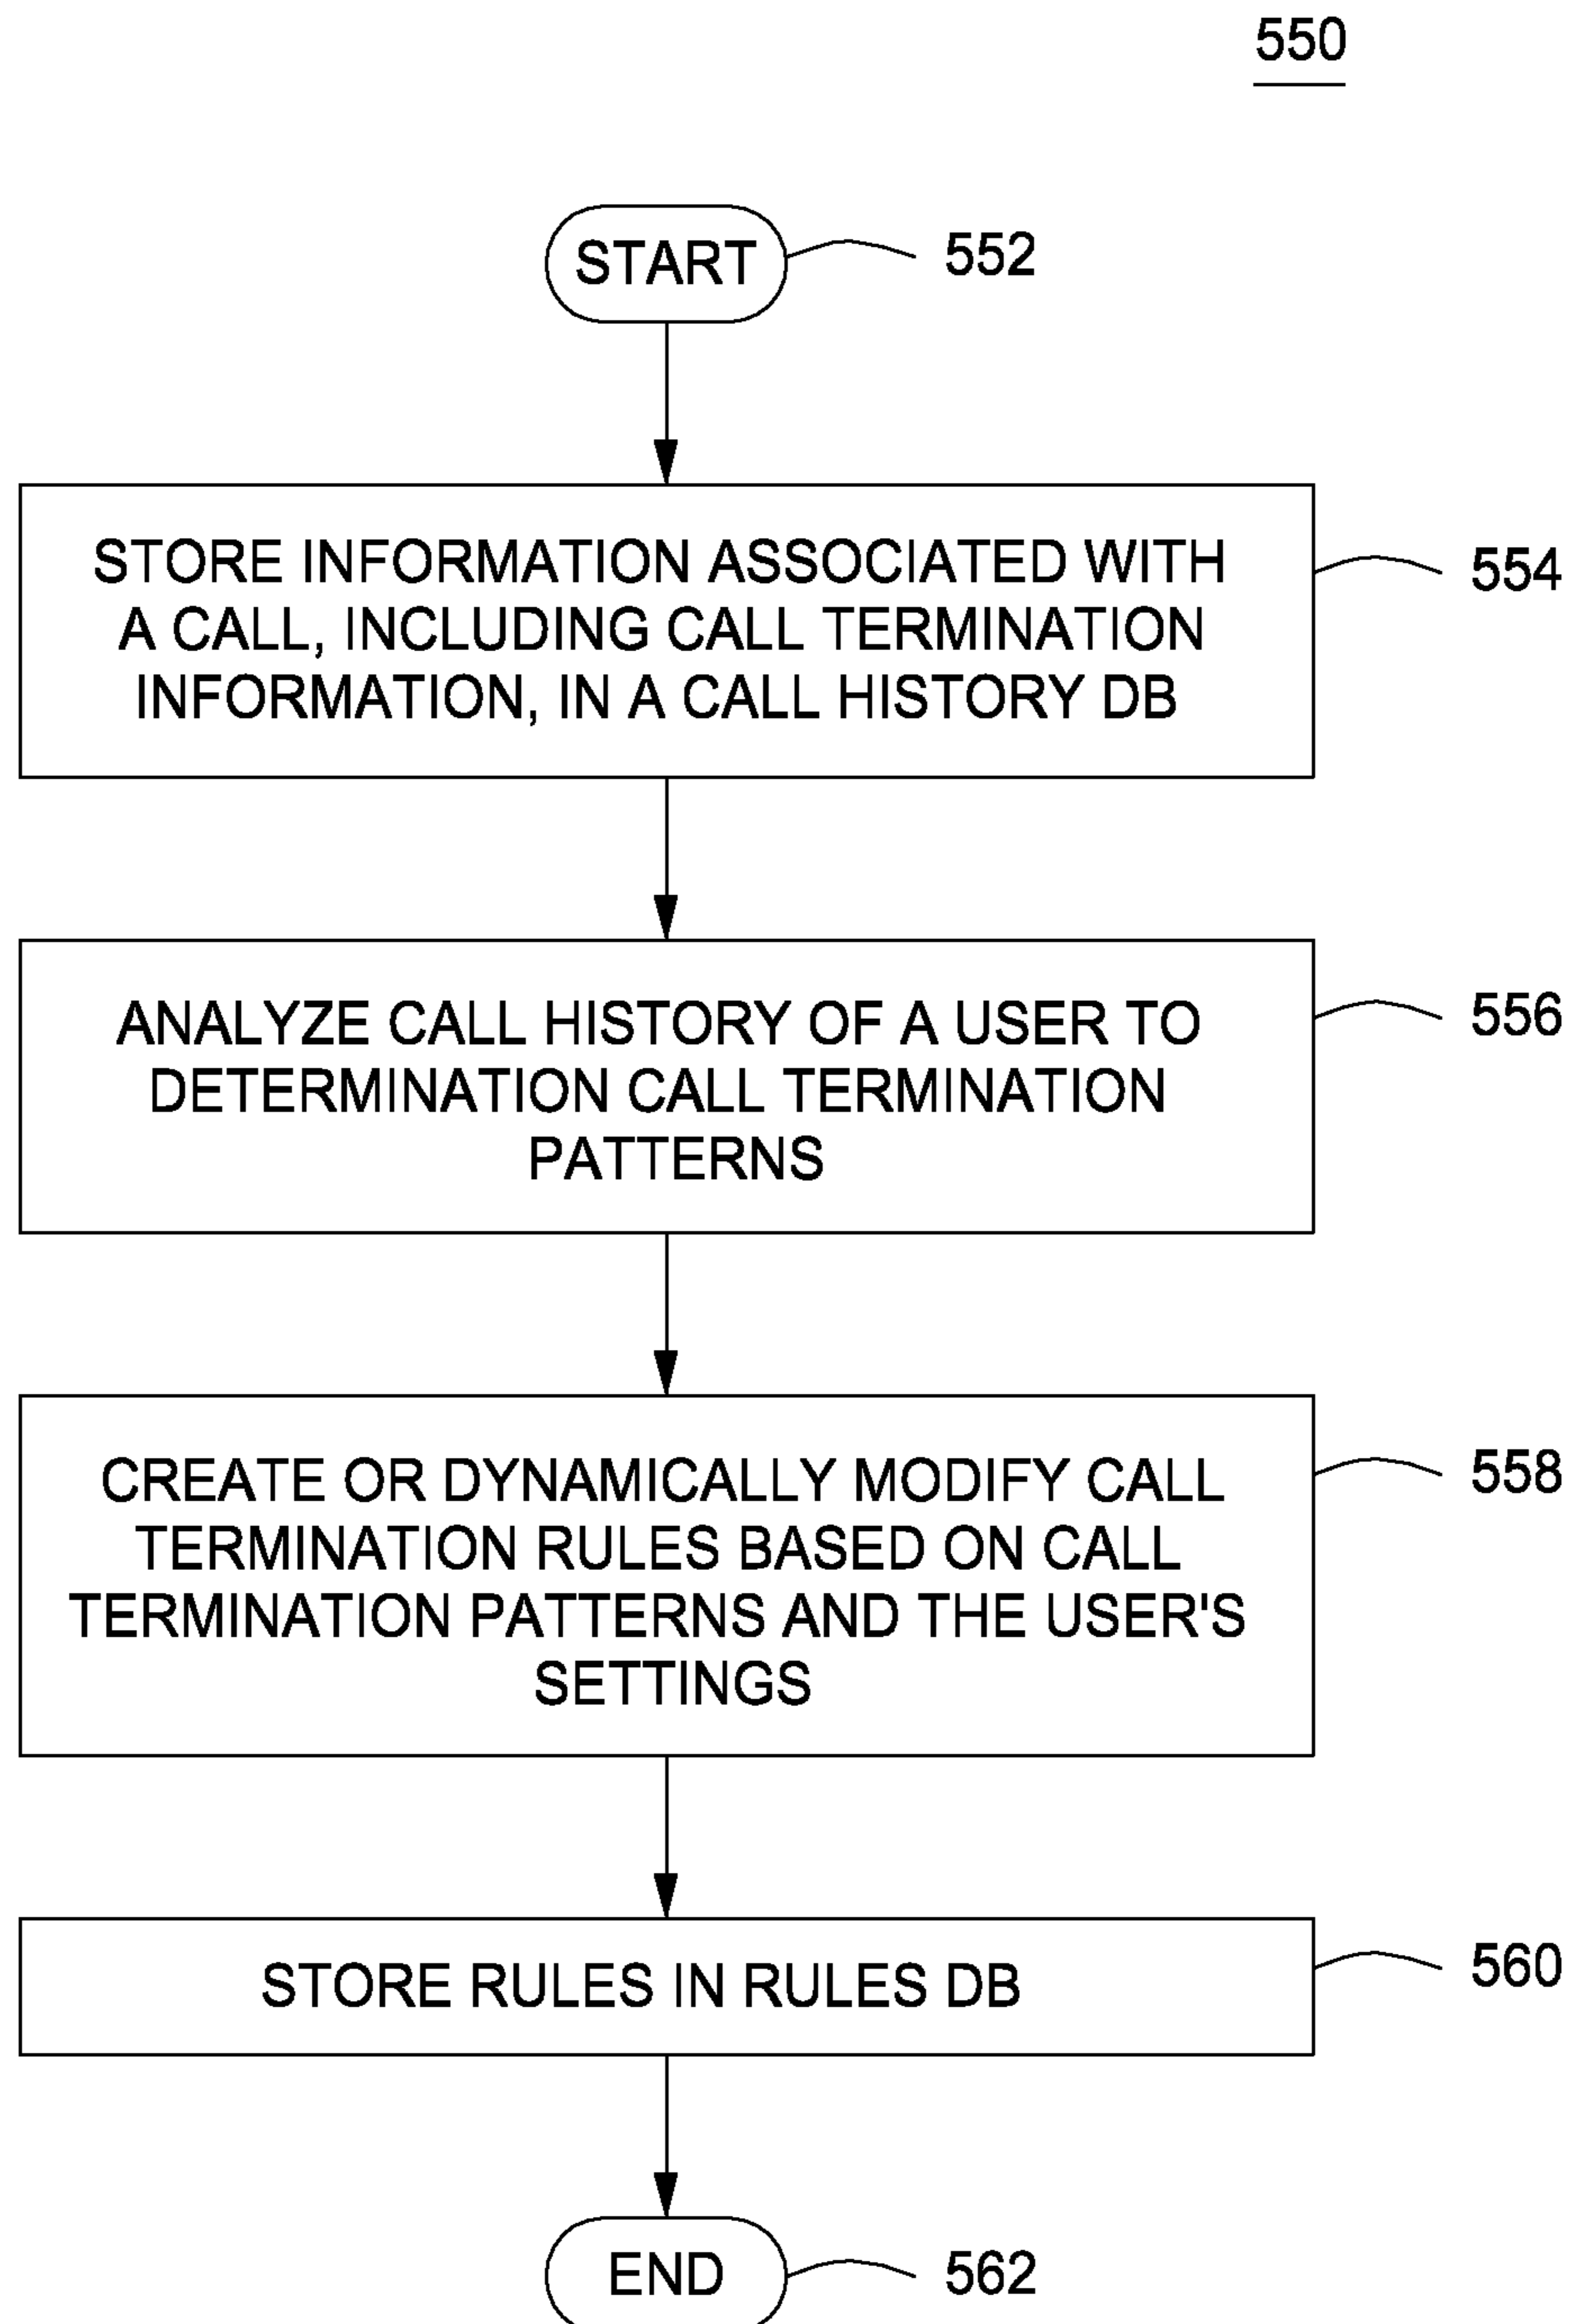 550
START
552
STORE INFORMATION ASSOCIATED WITH
A CALL, INCLUDING CALL TERMINATION
INFORMATION, IN A CALL HISTORY DB
554
ANALYZE CALL HISTORY OF A USER TO
DETERMINATION CALL TERMINATION
PATTERNS
556
CREATE OR DYNAMICALLY MODIFY CALL
TERMINATION RULES BASED ON CALL
TERMINATION PATTERNS AND THE USER'S
SETTINGS
558
STORE RULES IN RULES DB
560
END
562